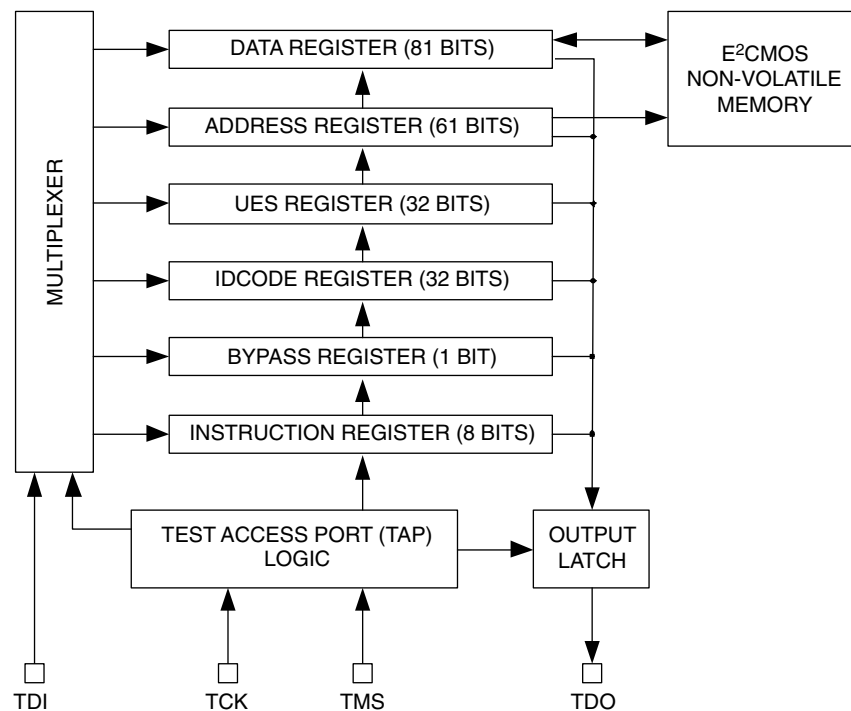 MULTIPLEXER
DATA REGISTER (81 BITS)
E²CMOS
NON-VOLATILE
MEMORY
ADDRESS REGISTER (61 BITS)
UES REGISTER (32 BITS)
IDCODE REGISTER (32 BITS)
BYPASS REGISTER (1 BIT)
INSTRUCTION REGISTER (8 BITS)
TEST ACCESS PORT (TAP)
LOGIC
OUTPUT
LATCH
TDI
TCK
TMS
TDO